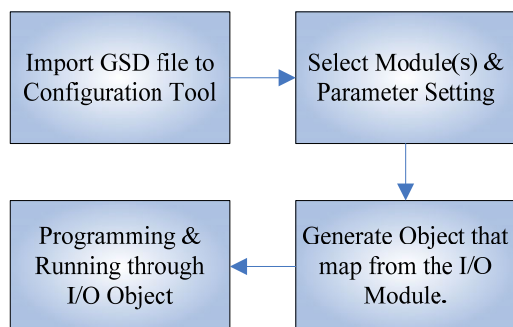 Import GSD file to
Configuration Tool
Select Module(s) &
Parameter Setting
Generate Object that
map from the I/O
Module.
Programming &
Running through
I/O Object